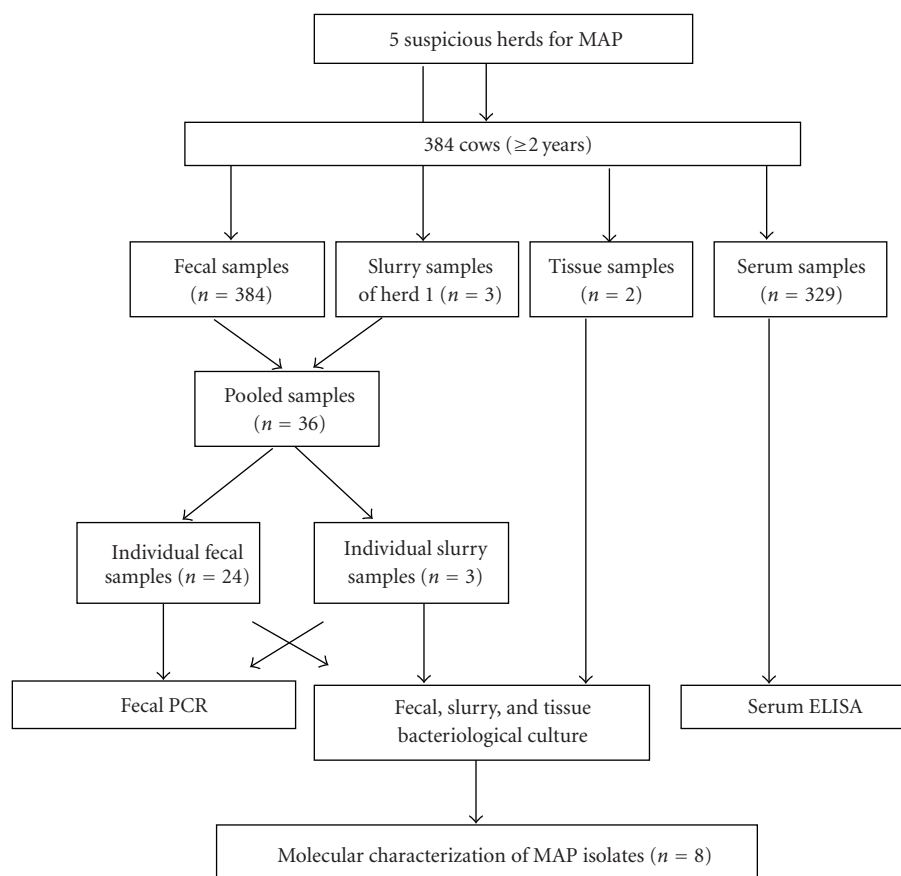 5 suspicious herds for MAP
384 cows (≥2 years)
Fecal samples
(n = 384)
Slurry samples
of herd 1 (n = 3)
Tissue samples
(n = 2)
Serum samples
(n = 329)
Pooled samples
(n = 36)
Individual fecal
samples (n = 24)
Individual slurry
samples (n = 3)
Fecal PCR
Fecal, slurry, and tissue
bacteriological culture
Serum ELISA
Molecular characterization of MAP isolates (n = 8)